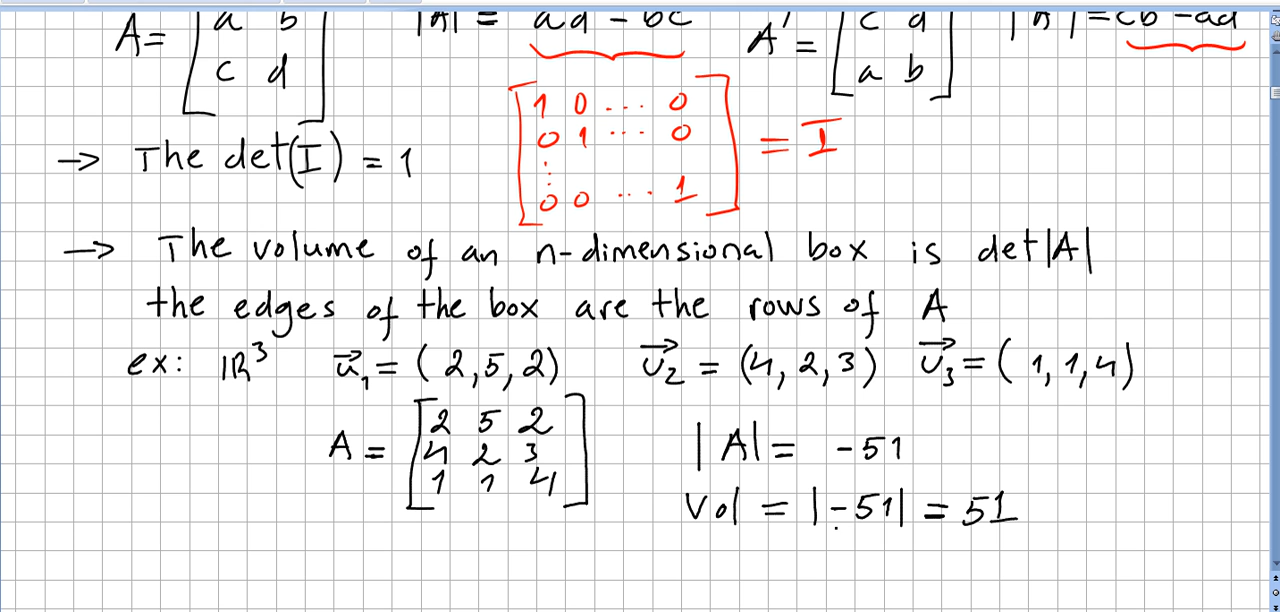 A = [a b; c d] |A| = ad - bc A' = [c d; a b] |A'| = cb - ad
[1 0 ... 0
0 1 ... 0
⋮
0 0 ... 1] = I
→ The det(I) = 1
→ The volume of an n-dimensional box is det|A|
the edges of the box are the rows of A
ex: ℝ³ u⃗₁ = (2,5,2) v⃗₂ = (4,2,3) v⃗₃ = (1,1,4)
A = [2 5 2
4 2 3
1 1 4]
|A| = -51
Vol = |-51| = 51